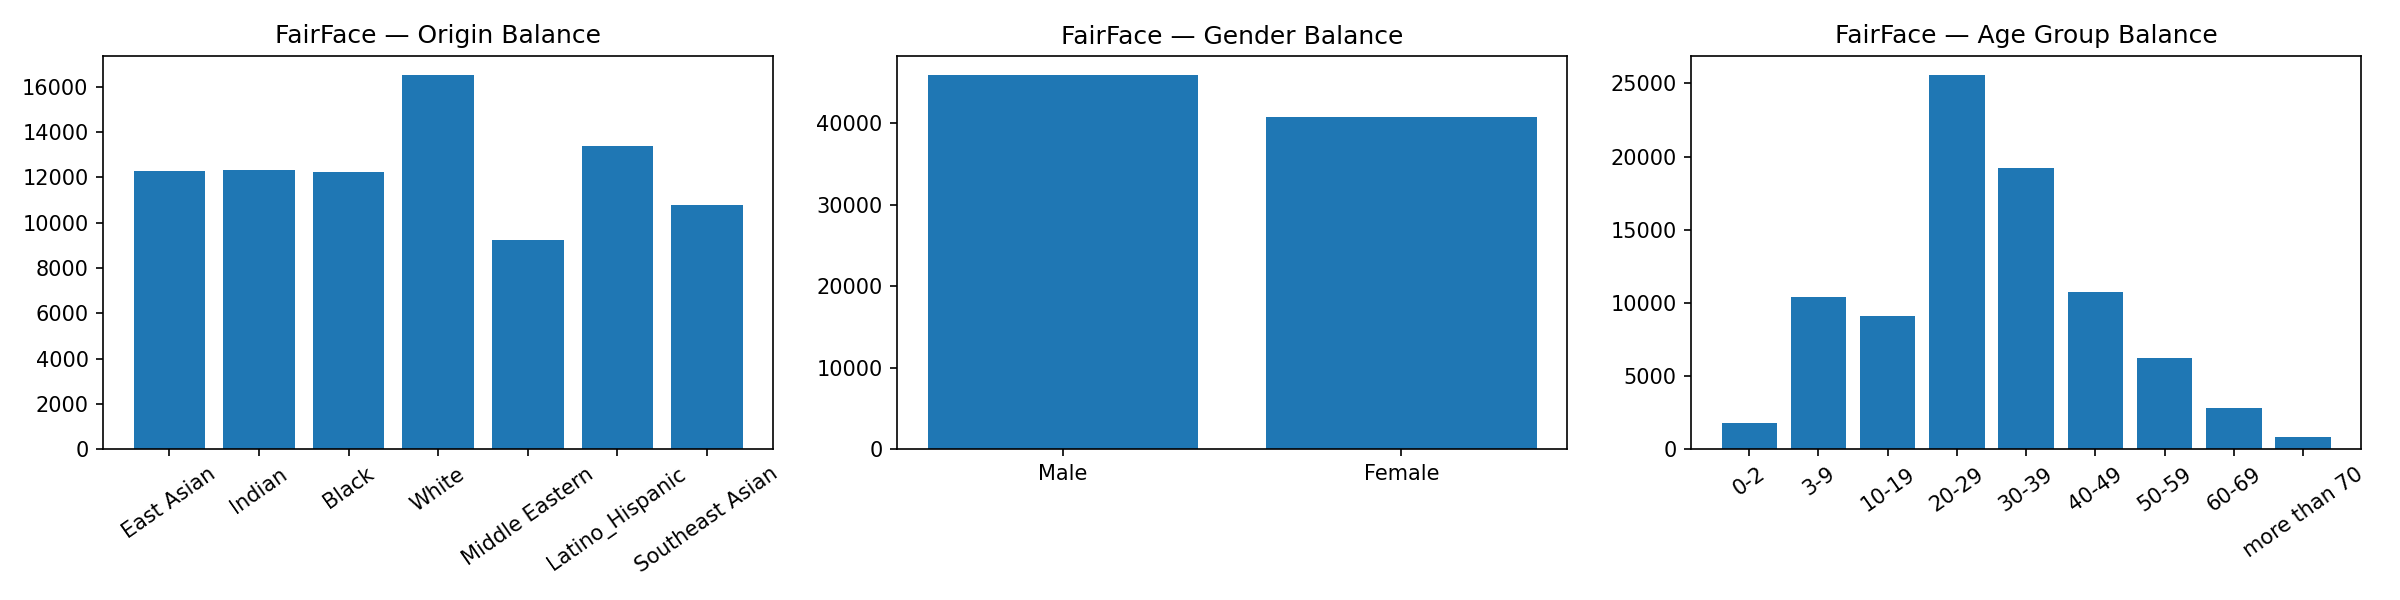 FairFace — Origin Balance
16000
14000
12000
10000
8000
6000
4000
2000
0
East Asian
Indian
Black
White
Middle Eastern
Latino_Hispanic
Southeast Asian
FairFace — Gender Balance
40000
30000
20000
10000
0
Male
Female
FairFace — Age Group Balance
25000
20000
15000
10000
5000
0
0-2
3-9
10-19
20-29
30-39
40-49
50-59
60-69
more than 70